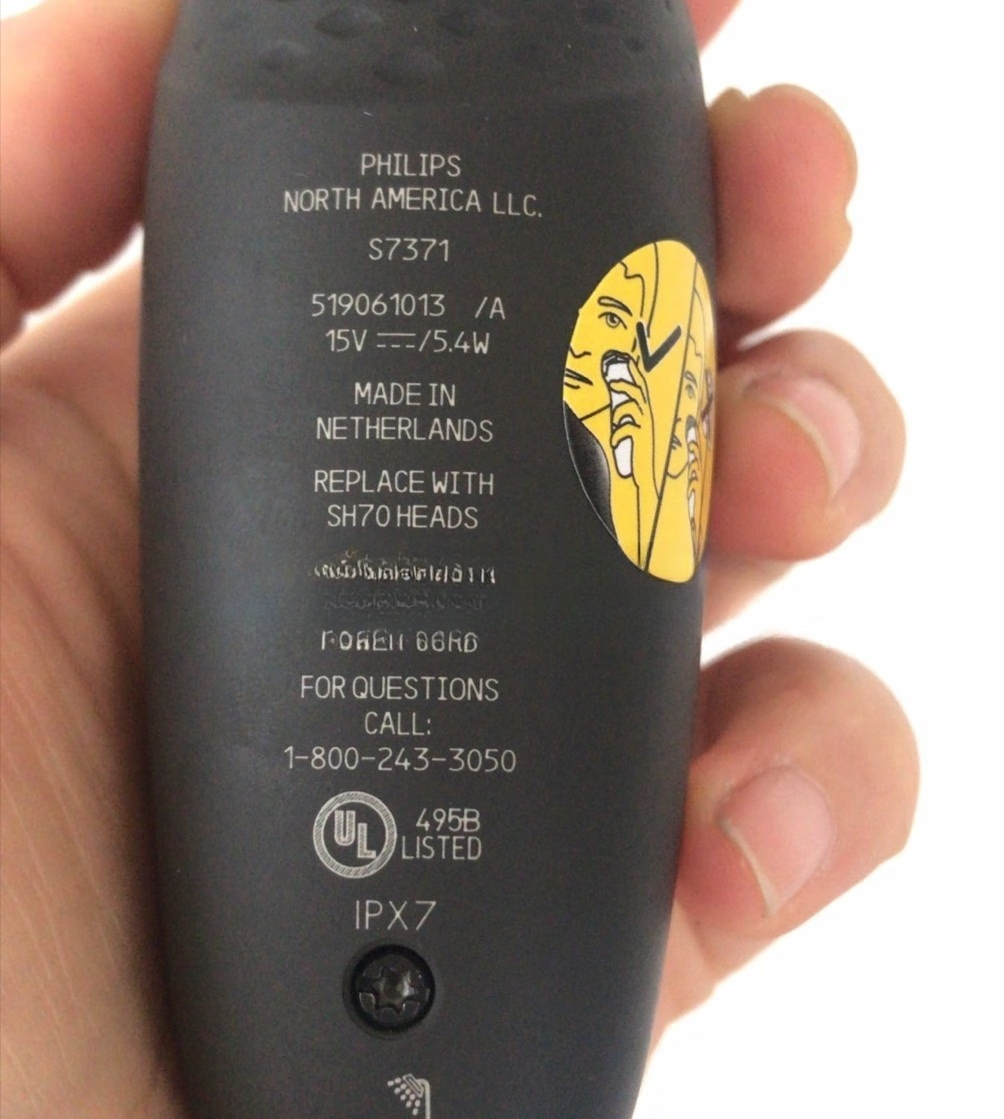 PHILIPS
NORTH AMERICA LLC.
S7371
519061013 /A
15V ⎓/5.4W
MADE IN
NETHERLANDS
REPLACE WITH
SH70 HEADS
FOR QUESTIONS
CALL:
1-800-243-3050
UL 495B
LISTED
IPX7